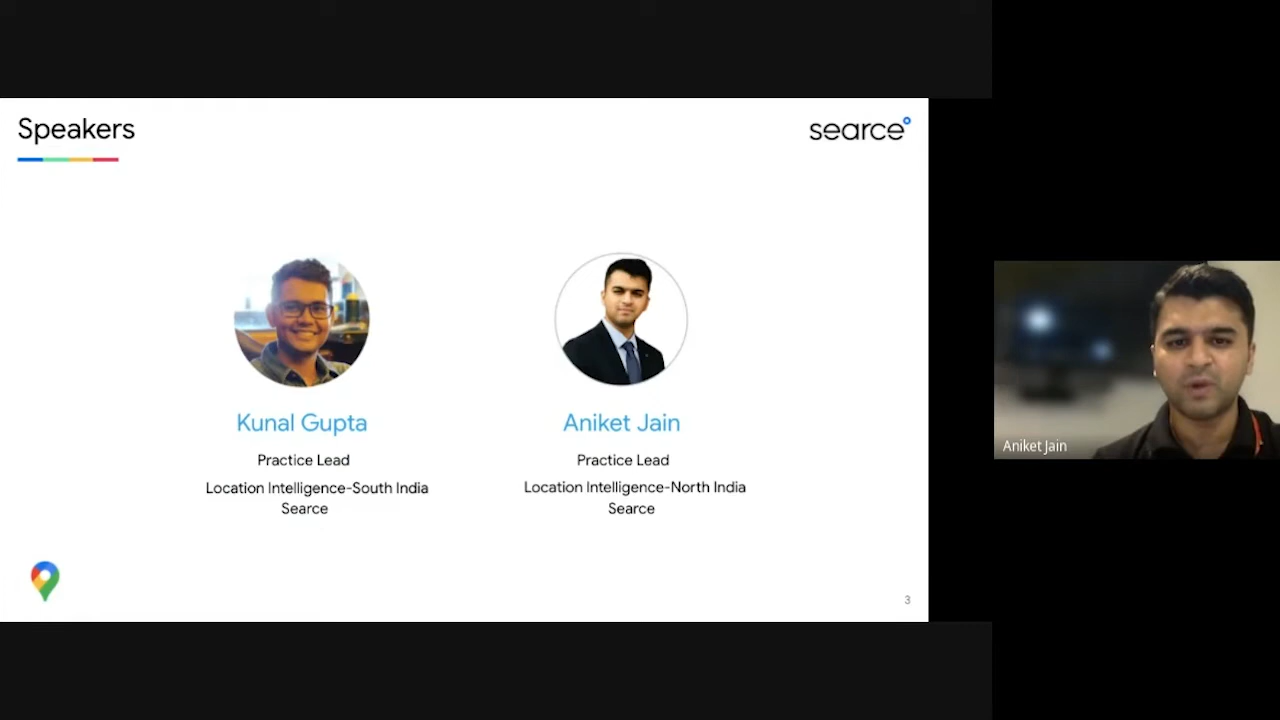 Speakers
searce
Kunal Gupta
Practice Lead
Location Intelligence-South India
Searce
Aniket Jain
Practice Lead
Location Intelligence-North India
Searce
3
Aniket Jain